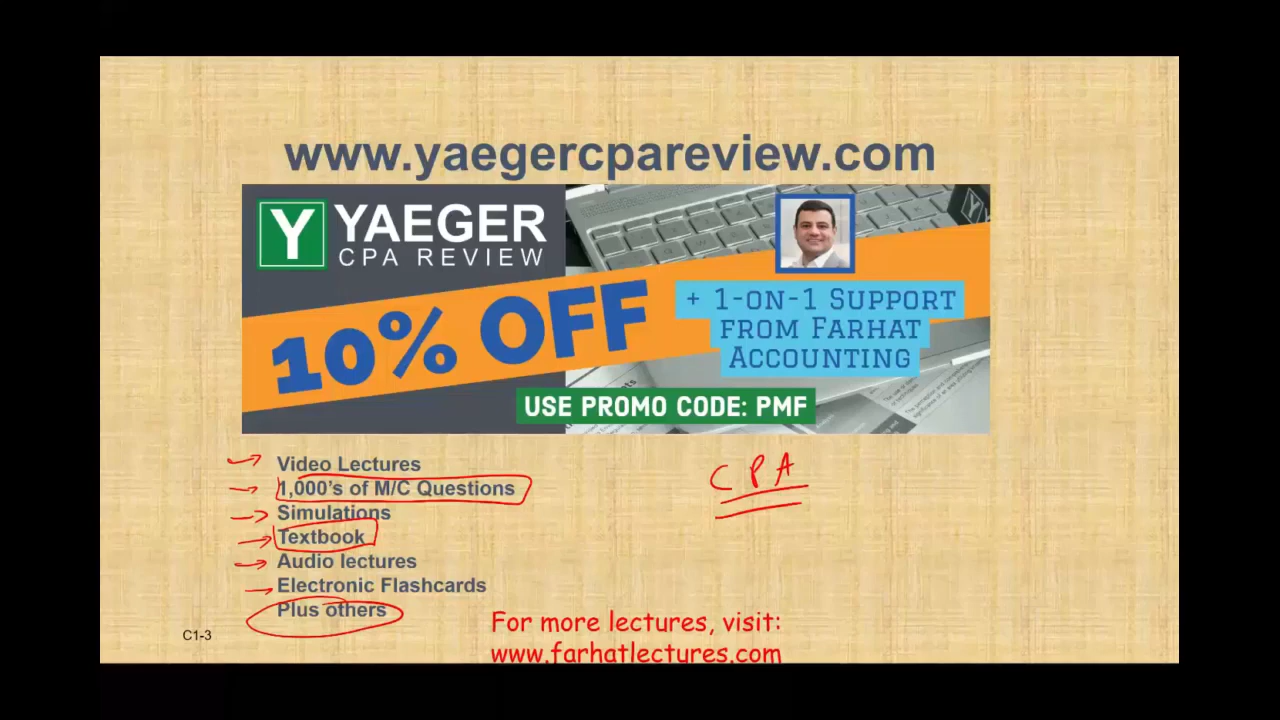 www.yaegercpareview.com
Y YAEGER
CPA REVIEW
10% OFF
+ 1-ON-1 SUPPORT
FROM FARHAT
ACCOUNTING
USE PROMO CODE: PMF
Video Lectures
1,000's of M/C Questions
Simulations
Textbook
Audio lectures
Electronic Flashcards
Plus others
CPA
C1-3
For more lectures, visit:
www.farhatlectures.com